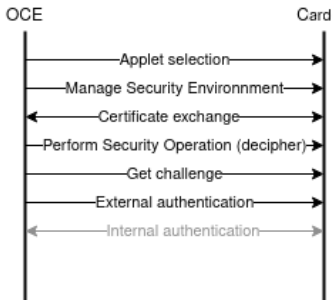 OCE Card
Applet selection
Manage Security Environnment
Certificate exchange
Perform Security Operation (decipher)
Get challenge
External authentication
Internal authentication